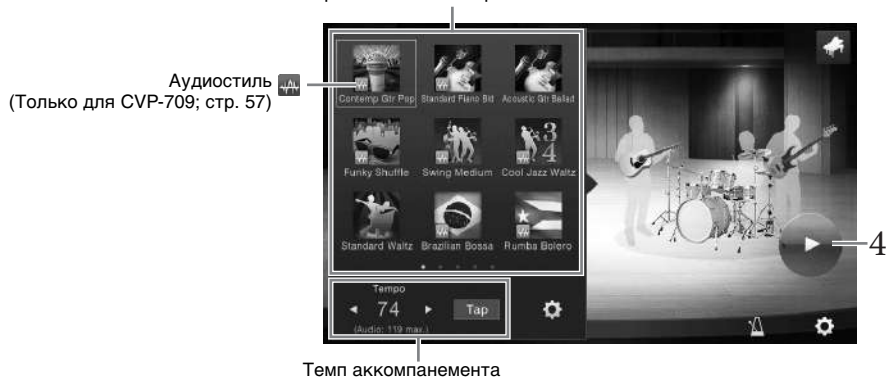 Аудиостиль
(Только для CVP-709; стр. 57)
Contemp Gtr Pop
Standard Piano Bld
Acoustic Gtr Ballad
3
4
Funky Shuffle
Swing Medium
Cool Jazz Waltz
Standard Waltz
Brazilian Bossa
Rumba Bolero
4
Tempo
74
Tap
(Audio: 119 max.)
Темп аккомпанемента